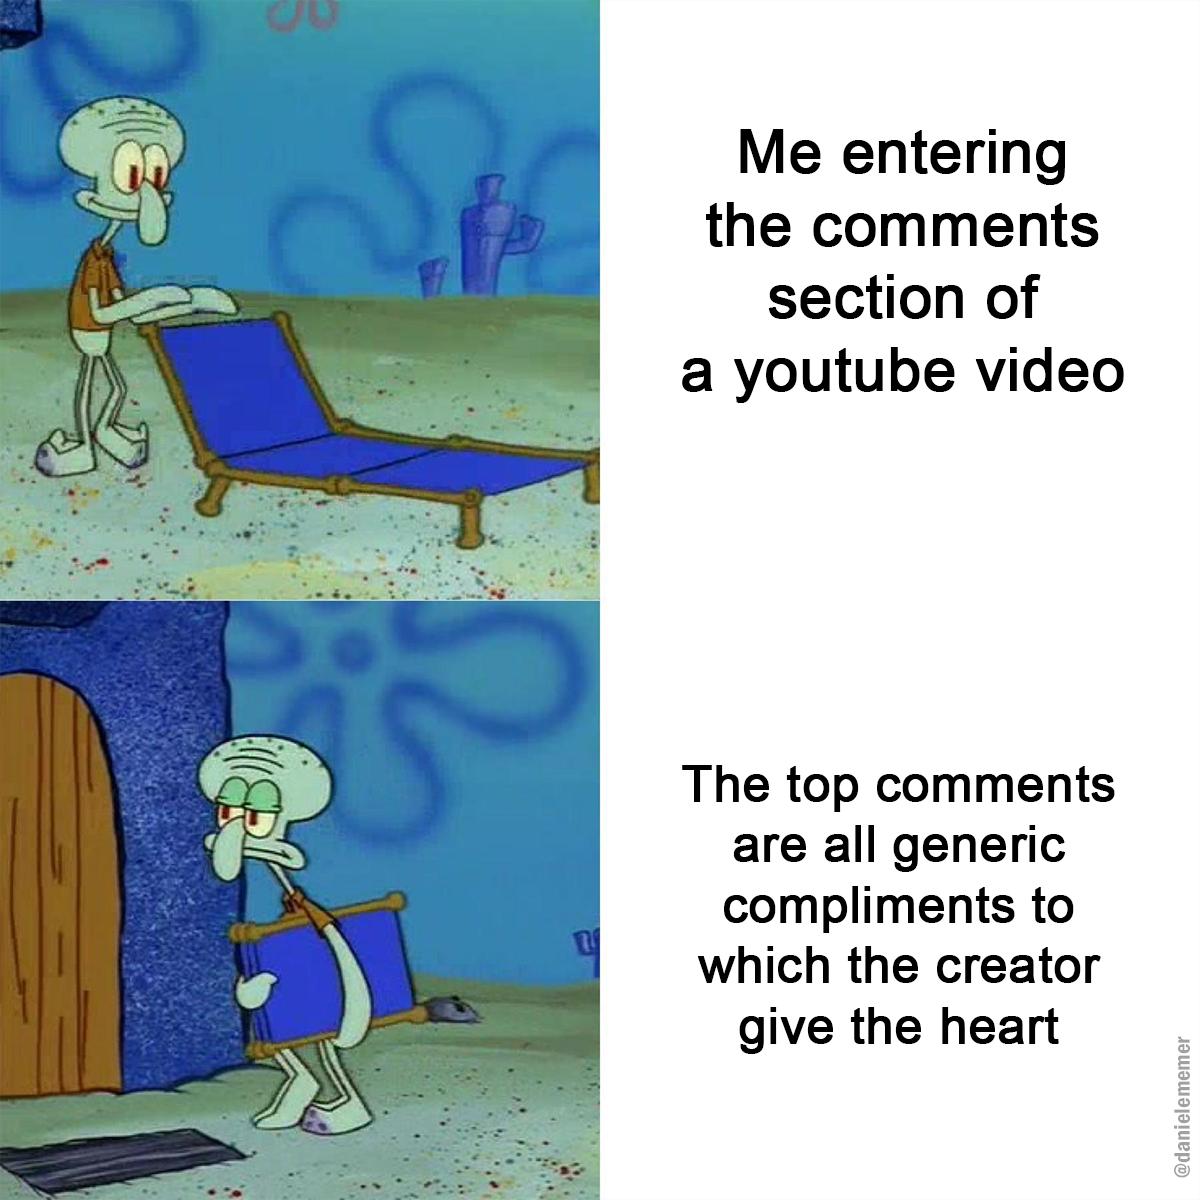 Me entering
the comments
section of
a youtube video
The top comments
are all generic
compliments to
which the creator
give the heart
@danielememer